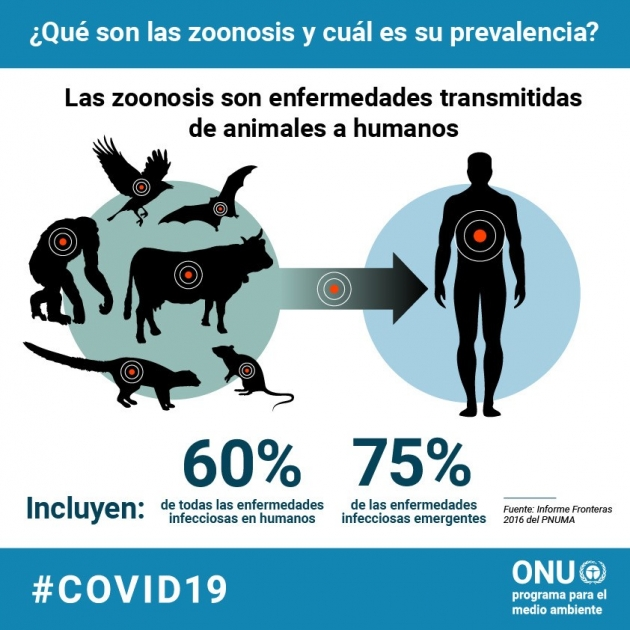 ¿Qué son las zoonosis y cuál es su prevalencia?
Las zoonosis son enfermedades transmitidas
de animales a humanos
Incluyen:
60%
de todas las enfermedades
infecciosas en humanos
75%
de las enfermedades
infecciosas emergentes
Fuente: Informe Fronteras
2016 del PNUMA
#COVID19
ONU
programa para el
medio ambiente